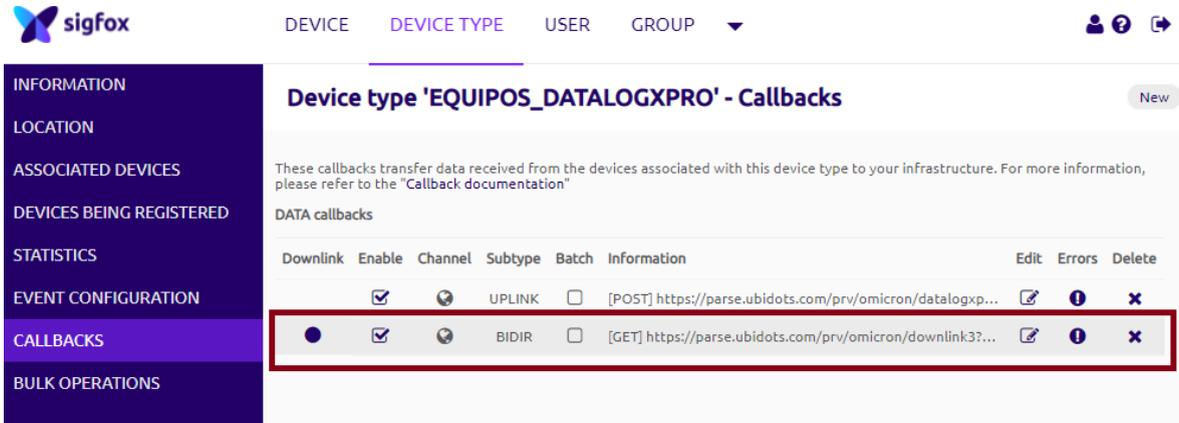 sigfox
DEVICE DEVICE TYPE USER GROUP
INFORMATION
LOCATION
ASSOCIATED DEVICES
DEVICES BEING REGISTERED
STATISTICS
EVENT CONFIGURATION
CALLBACKS
BULK OPERATIONS
Device type 'EQUIPOS_DATALOGXPRO' - Callbacks
New
These callbacks transfer data received from the devices associated with this device type to your infrastructure. For more information,
please refer to the "Callback documentation"
DATA callbacks
Downlink Enable Channel Subtype Batch Information Edit Errors Delete
UPLINK [POST] https://parse.ubidots.com/prv/omicron/datalogxp...
BIDIR [GET] https://parse.ubidots.com/prv/omicron/downlink3?...